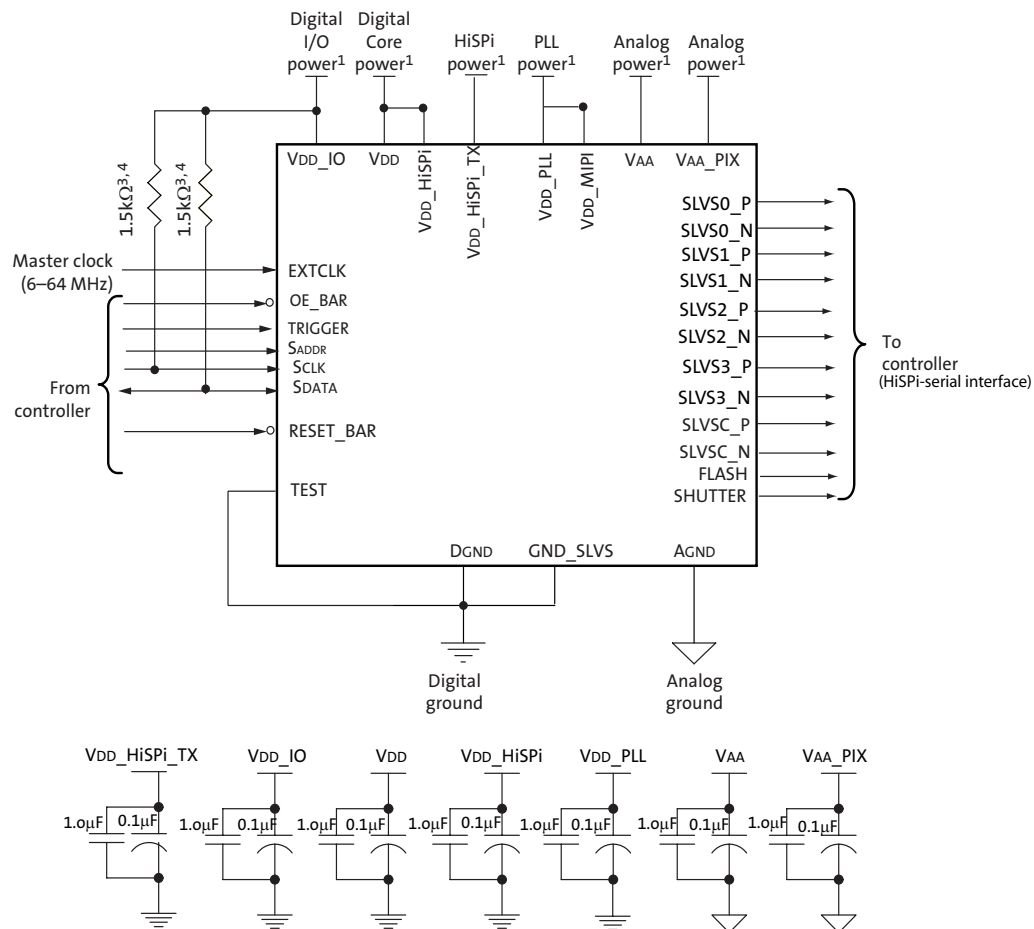 Digital
I/O
power1
Digital
Core
power1
HiSPi
power1
PLL
power1
Analog
power1
Analog
power1
VDD_IO
VDD
VDD_HiSPi
VDD_HiSPi_TX
VDD_PLL
VDD_MIPI
VAA
VAA_PIX
1.5kΩ3, 4
1.5kΩ3, 4
Master clock
(6–64 MHz)
From
controller
EXTCLK
OE_BAR
TRIGGER
SADDR
SCLK
SDATA
RESET_BAR
TEST
SLVS0_P
SLVS0_N
SLVS1_P
SLVS1_N
SLVS2_P
SLVS2_N
SLVS3_P
SLVS3_N
SLVSC_P
SLVSC_N
FLASH
SHUTTER
To
controller
(HiSPi-serial interface)
DGND
GND_SLVS
AGND
Digital
ground
Analog
ground
VDD_HiSPi_TX
VDD_IO
VDD
VDD_HiSPi
VDD_PLL
VAA
VAA_PIX
1.0µF
0.1µF
1.0µF
0.1µF
1.0µF
0.1µF
1.0µF
0.1µF
1.0µF
0.1µF
1.0µF
0.1µF
1.0µF
0.1µF